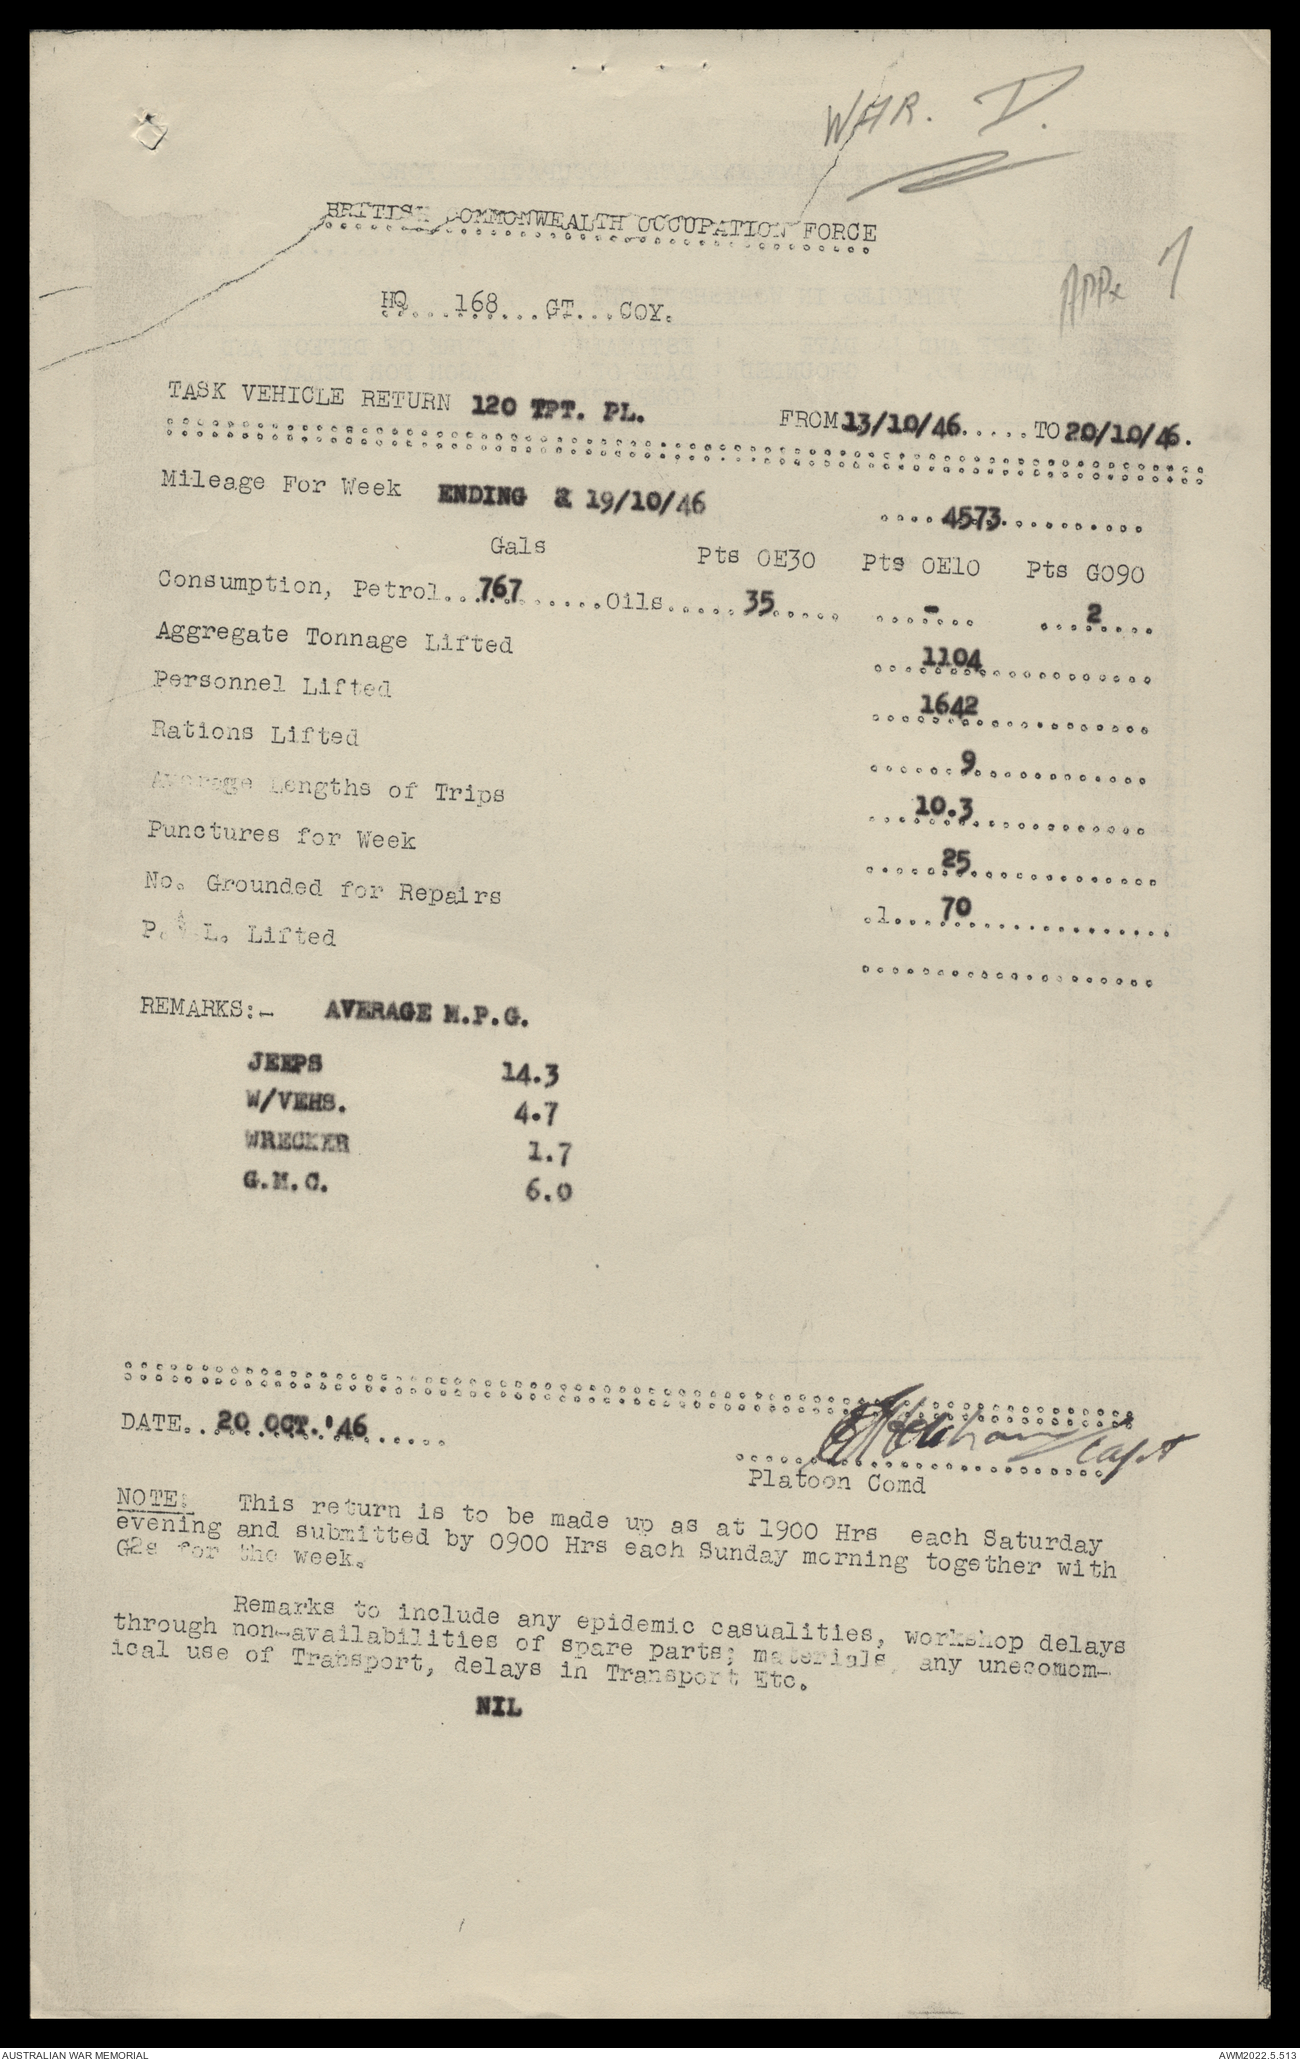 WAR. D.
BRITISH COMMONWEALTH OCCUPATION FORCE
Appx 7
HQ....168....GT...COY.
TASK VEHICLE RETURN 120 TPT. PL. FROM 13/10/46.....TO 20/10/46.
Mileage For Week ENDING 19/10/46 ....4573..........
Gals Pts OE30 Pts OE10 Pts GO90
Consumption, Petrol...767......Oils.....35..... ...-... ....2....
Aggregate Tonnage Lifted 1104
Personnel Lifted 1642
Rations Lifted 9
Average Lengths of Trips 10.3
Punctures for Week 25
No. Grounded for Repairs .1....70
P. & L. Lifted ....................
REMARKS:- AVERAGE M.P.G.
JEEPS 14.3
W/VEHS. 4.7
WRECKER 1.7
G.M.C. 6.0
DATE..20 OCT.'46.....
Capt
Platoon Comd
NOTE: This return is to be made up as at 1900 Hrs each Saturday
evening and submitted by 0900 Hrs each Sunday morning together with
G2s for the week.
Remarks to include any epidemic casualities, workshop delays
through non-availabilities of spare parts; materials, any unecomom-
ical use of Transport, delays in Transport Etc.
NIL
AUSTRALIAN WAR MEMORIAL AWM2022.5.513